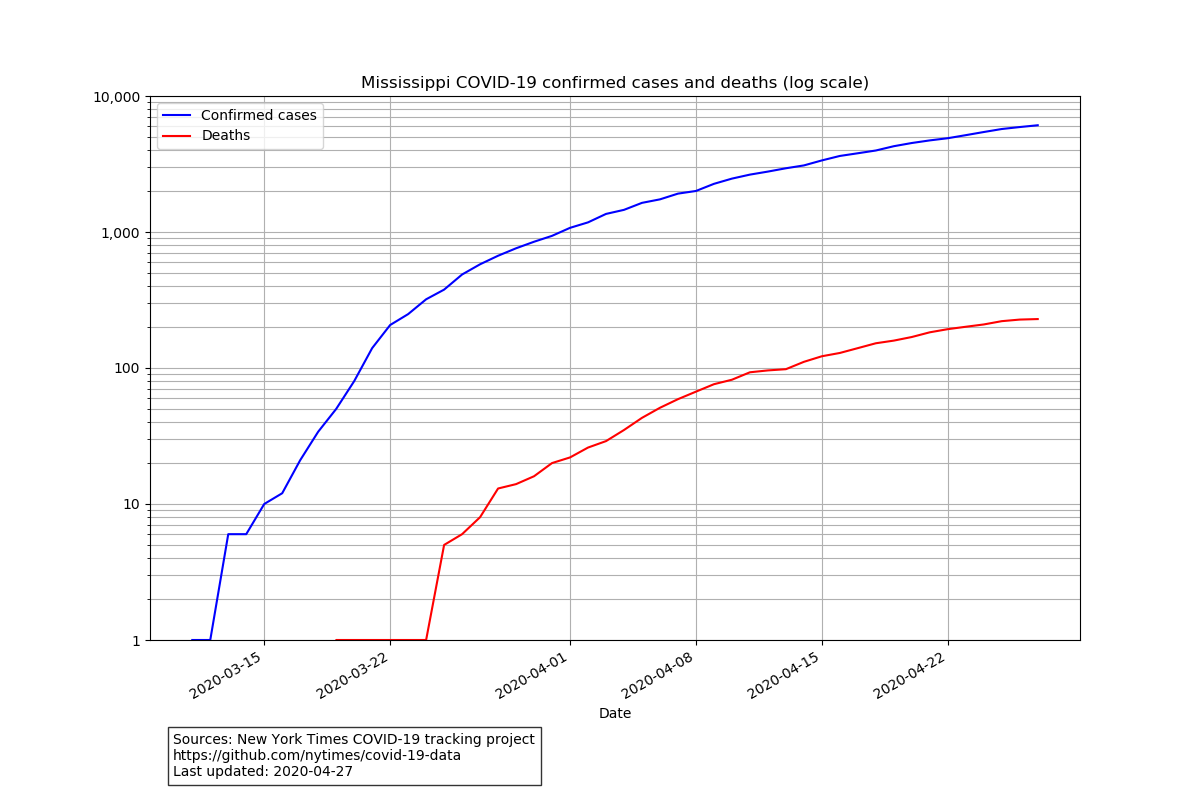 Mississippi COVID-19 confirmed cases and deaths (log scale)
10,000
Confirmed cases
Deaths
1,000
100
10
1
2020-03-15
2020-03-22
2020-04-01
2020-04-08
2020-04-15
2020-04-22
Date
Sources: New York Times COVID-19 tracking project
https://github.com/nytimes/covid-19-data
Last updated: 2020-04-27